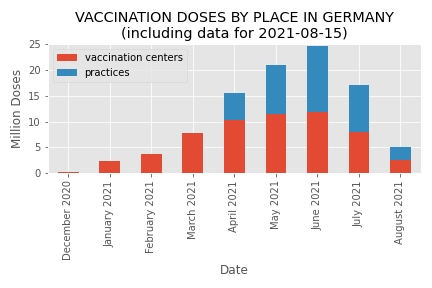 VACCINATION DOSES BY PLACE IN GERMANY
(including data for 2021-08-15)
25
20
15
10
5
0
Million Doses
vaccination centers
practices
December 2020
January 2021
February 2021
March 2021
April 2021
May 2021
June 2021
July 2021
August 2021
Date